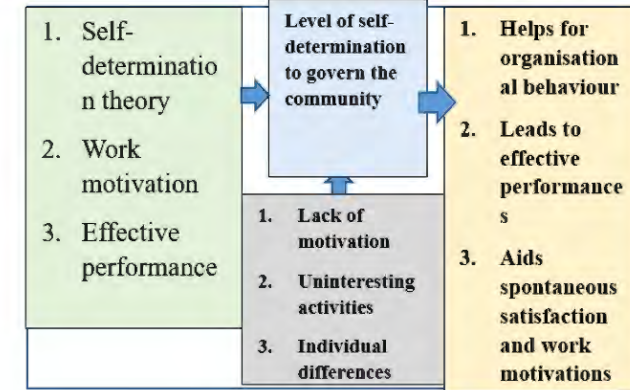 1. Self-
determinatio
n theory
2. Work
motivation
3. Effective
performance
Level of self-
determination
to govern the
community
1. Lack of
motivation
2. Uninteresting
activities
3. Individual
differences
1. Helps for
organisation
al behaviour
2. Leads to
effective
performance
s
3. Aids
spontaneous
satisfaction
and work
motivations